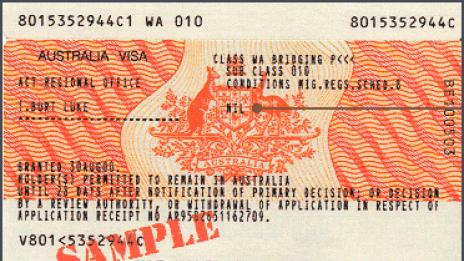 8015352944C1 WA 010 8015352944C
AUSTRALIA VISA CLASS WA BRIDGING P<<<
SUB CLASS 010
ACT REGIONAL OFFICE CONDITIONS MIG.REGS,SCHED.8
T.BURT LUKE NIL
AUSTRALIA
GRANTED 30AUG00.
HOLDER(S) PERMITTED TO REMAIN IN AUSTRALIA
UNTIL 28 DAYS AFTER NOTIFICATION OF PRIMARY DECISION, OR DECISION
BY A REVIEW AUTHORITY, OR WITHDRAWAL OF APPLICATION IN RESPECT OF
APPLICATION RECEIPT NO
V801<5352944C
SAMPLE